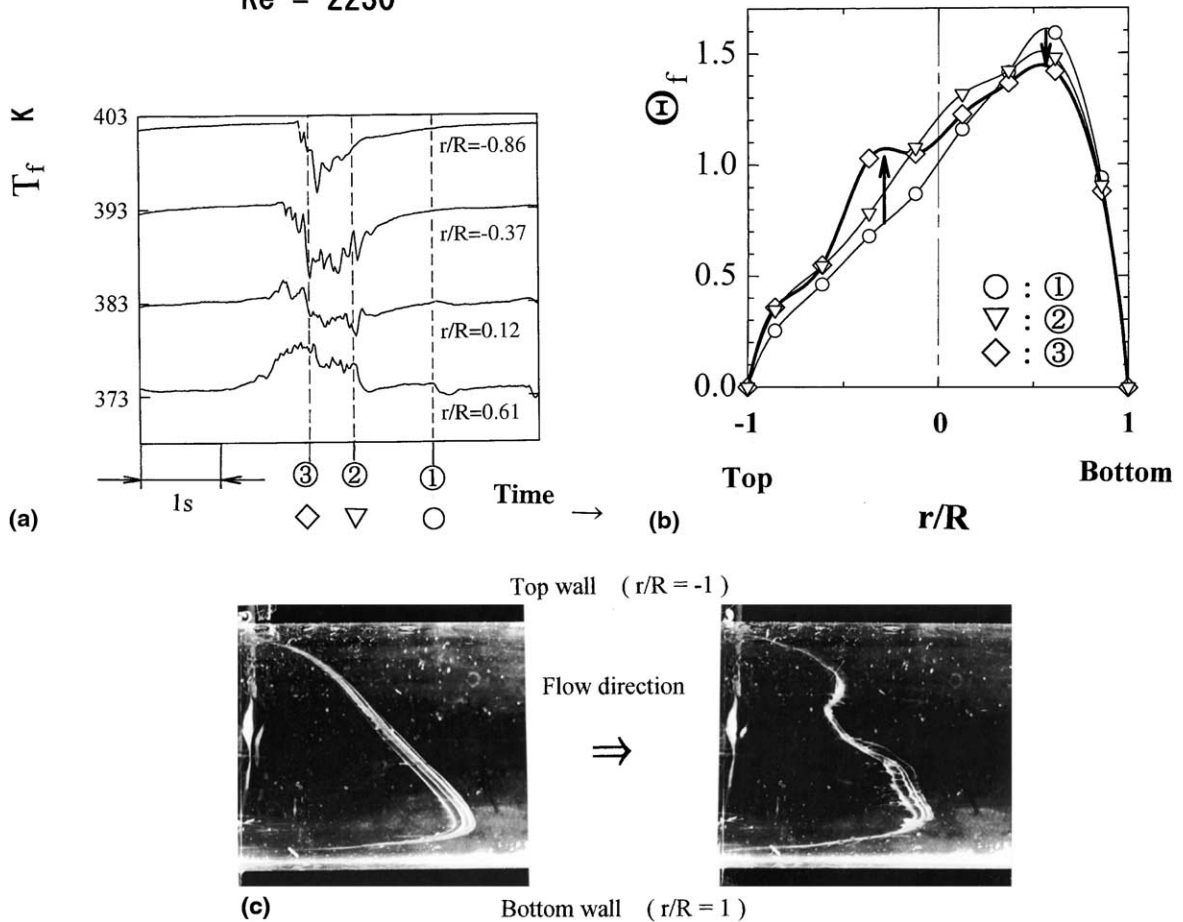 Re = 2230
T_f K
403
393
383
373
r/R=-0.86
r/R=-0.37
r/R=0.12
r/R=0.61
③ ② ①
1s
Time
→
(a)
Θ_f
1.5
1.0
0.5
0.0
○ : ①
▽ : ②
◇ : ③
-1 0 1
Top Bottom
(b) r/R
Top wall ( r/R = -1 )
Flow direction
⇒
(c) Bottom wall ( r/R = 1 )